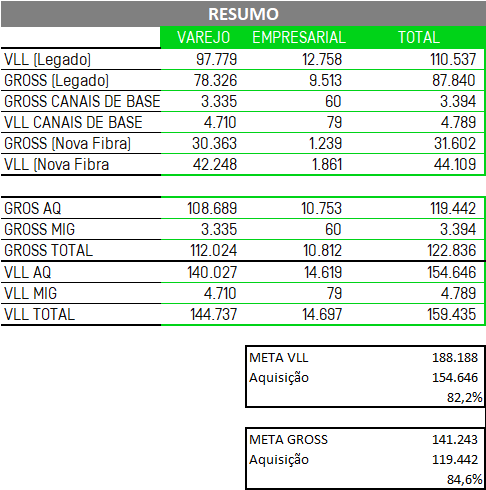 RESUMO
VAREJO EMPRESARIAL TOTAL
VLL (Legado) 97.779 12.758 110.537
GROSS (Legado) 78.326 9.513 87.840
GROSS CANAIS DE BASE 3.335 60 3.394
VLL CANAIS DE BASE 4.710 79 4.789
GROSS (Nova Fibra) 30.363 1.239 31.602
VLL (Nova Fibra 42.248 1.861 44.109
GROS AQ 108.689 10.753 119.442
GROSS MIG 3.335 60 3.394
GROSS TOTAL 112.024 10.812 122.836
VLL AQ 140.027 14.619 154.646
VLL MIG 4.710 79 4.789
VLL TOTAL 144.737 14.697 159.435
META VLL 188.188
Aquisição 154.646
82,2%
META GROSS 141.243
Aquisição 119.442
84,6%